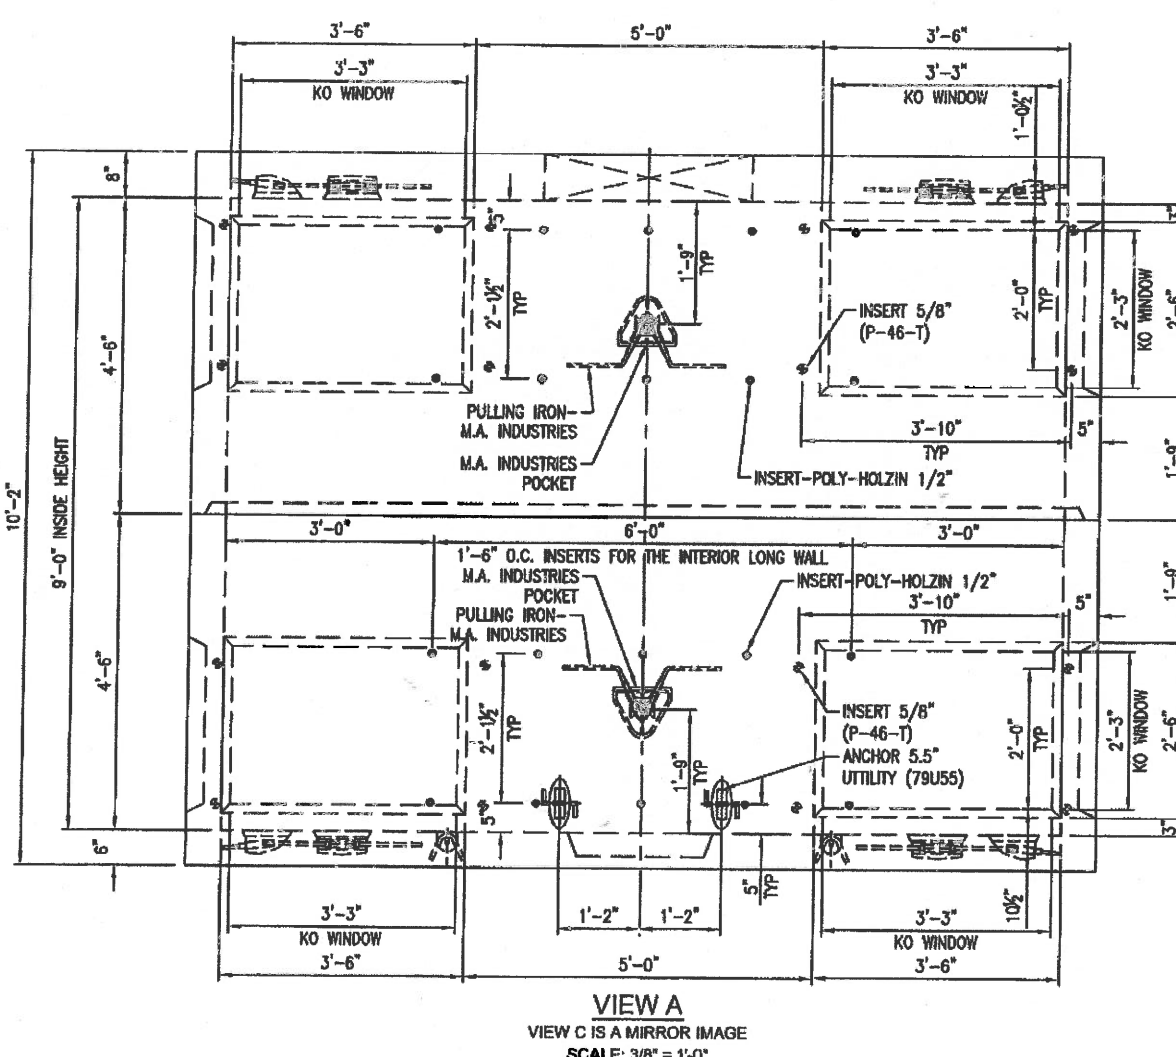 3'-6"
5'-0"
3'-6"
3'-3"
KO WINDOW
3'-3"
KO WINDOW
1'-0½"
8"
5"
3"
1'-9"
TYP
2'-1½"
TYP
INSERT 5/8"
(P-46-T)
2'-0"
TYP
2'-3"
KO WINDOW
2'-6"
4'-6"
PULLING IRON-
M.A. INDUSTRIES
M.A. INDUSTRIES
POCKET
3'-10"
TYP
5"
INSERT-POLY-HOLZIN 1/2"
1'-9"
10'-2"
9'-0" INSIDE HEIGHT
3'-0"
6'-0"
3'-0"
1'-6" O.C. INSERTS FOR THE INTERIOR LONG WALL
M.A. INDUSTRIES
POCKET
PULLING IRON-
M.A. INDUSTRIES
INSERT-POLY-HOLZIN 1/2"
3'-10"
TYP
5"
1'-9"
4'-6"
2'-1½"
TYP
1'-9"
TYP
INSERT 5/8"
(P-46-T)
ANCHOR 5.5"
UTTILITY (79U55)
2'-0"
TYP
2'-3"
KO WINDOW
2'-6"
5"
6"
3"
5"
TYP
10½"
3'-3"
KO WINDOW
1'-2"
1'-2"
3'-3"
KO WINDOW
3'-6"
5'-0"
3'-6"
VIEW A
VIEW C IS A MIRROR IMAGE
SCALE: 3/8" = 1'-0"